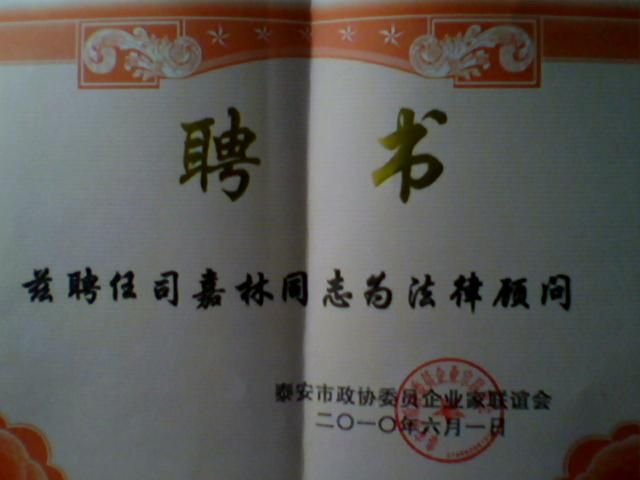 聘书
兹聘任司嘉林同志为法律顾问
泰安市政协委员企业家联谊会
二〇一〇年六月一日